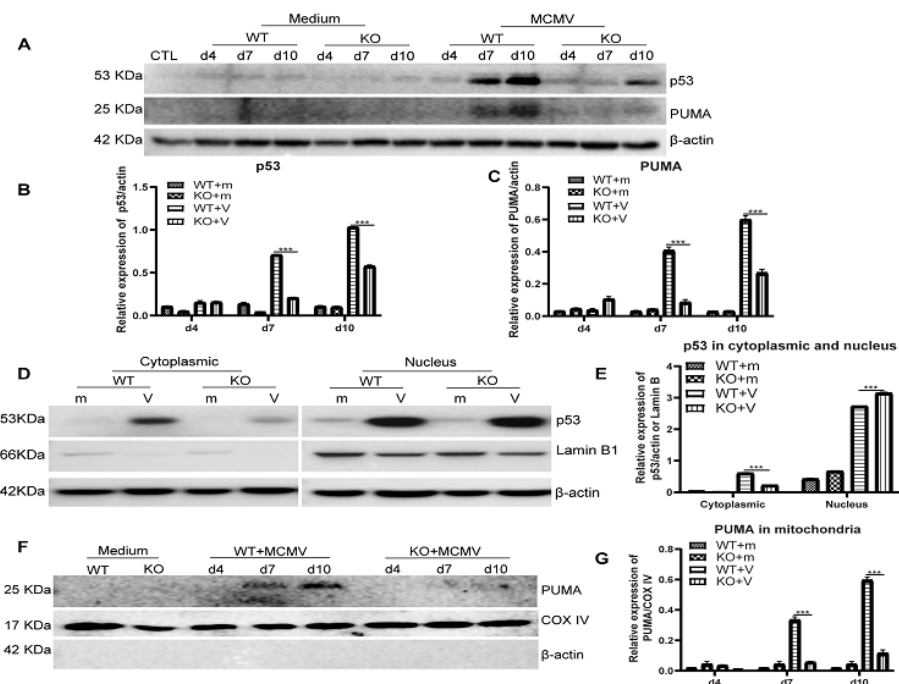 A
Medium
MCMV
WT
KO
WT
KO
CTL
d4
d7
d10
d4
d7
d10
d4
d7
d10
d4
d7
d10
53 KDa
p53
25 KDa
PUMA
42 KDa
β-actin
B
p53
WT+m
KO+m
WT+V
KO+V
Relative expression of p53/actin
1.5
1.0
0.5
0.0
***
***
d4
d7
d10
C
PUMA
WT+m
KO+m
WT+V
KO+V
Relative expression of PUMA/actin
0.8
0.6
0.4
0.2
0.0
***
***
d4
d7
d10
D
Cytoplasmic
Nucleus
WT
KO
WT
KO
m
V
m
V
m
V
m
V
53KDa
p53
66KDa
Lamin B1
42KDa
β-actin
E
p53 in cytoplasmic and nucleus
WT+m
KO+m
WT+V
KO+V
Relative expression of
p53/actin or Lamin B
4
3
2
1
0
***
***
Cytoplasmic
Nucleus
F
Medium
WT+MCMV
KO+MCMV
WT
KO
d4
d7
d10
d4
d7
d10
25 KDa
PUMA
17 KDa
COX IV
42 KDa
β-actin
G
PUMA in mitochondria
WT+m
KO+m
WT+V
KO+V
Relative expression of
PUMA/COX IV
0.8
0.6
0.4
0.2
0.0
***
***
d4
d7
d10